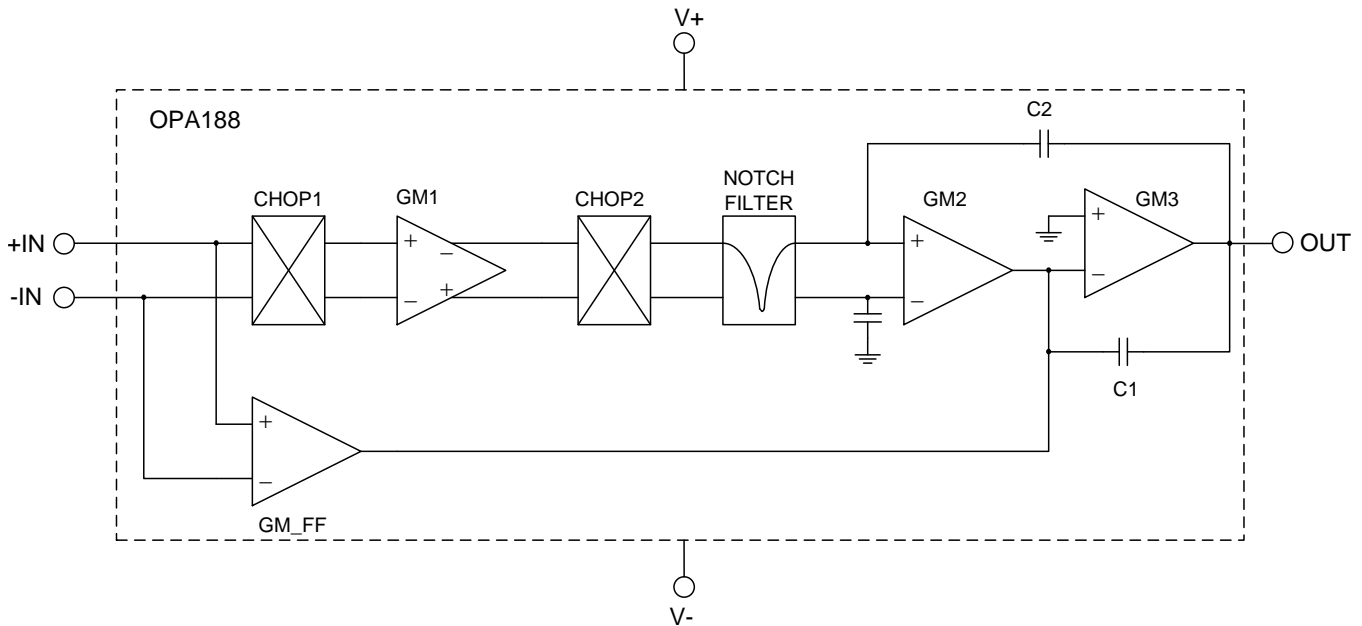 V+
OPA188
C2
CHOP1
GM1
CHOP2
NOTCH
FILTER
GM2
GM3
+IN
-IN
OUT
+
−
−
+
+
−
+
−
C1
+
−
GM_FF
V-